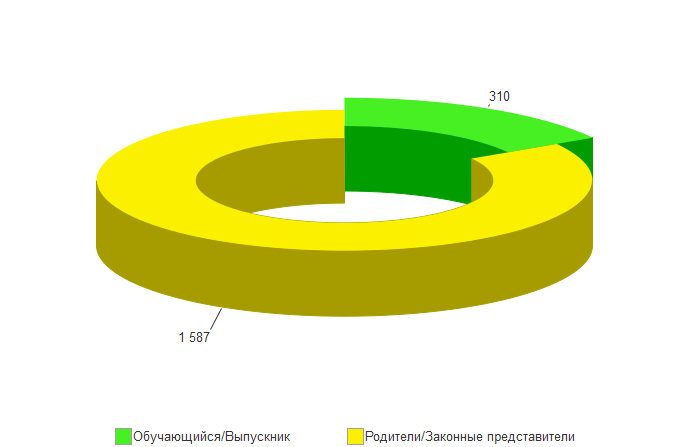 310
1 587
Обучающийся/Выпускник
Родители/Законные представители